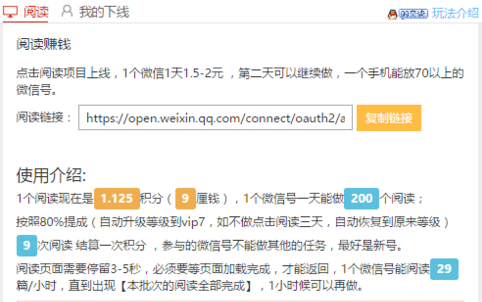 阅读 我的下线 玩法介绍
阅读赚钱
点击阅读项目上线，1个微信1天1.5-2元 ，第二天可以继续做，一个手机能放70以上的
微信号。
阅读链接： https://open.weixin.qq.com/connect/oauth2/a 复制链接
使用介绍:
1个阅读现在是 1.125 积分（ 9 厘钱），1个微信号一天能做 200 个阅读；
按照80%提成（自动升级等级到vip7，如不做点击阅读三天，自动恢复到原来等级）
9 次阅读 结算一次积分 ，参与的微信号不能做其他的任务，最好是新号。
阅读页面需要停留3-5秒，必须要等页面加载完成，才能返回，1个微信号能阅读 29
篇/小时，直到出现【本批次的阅读全部完成】，1小时候可以再做。